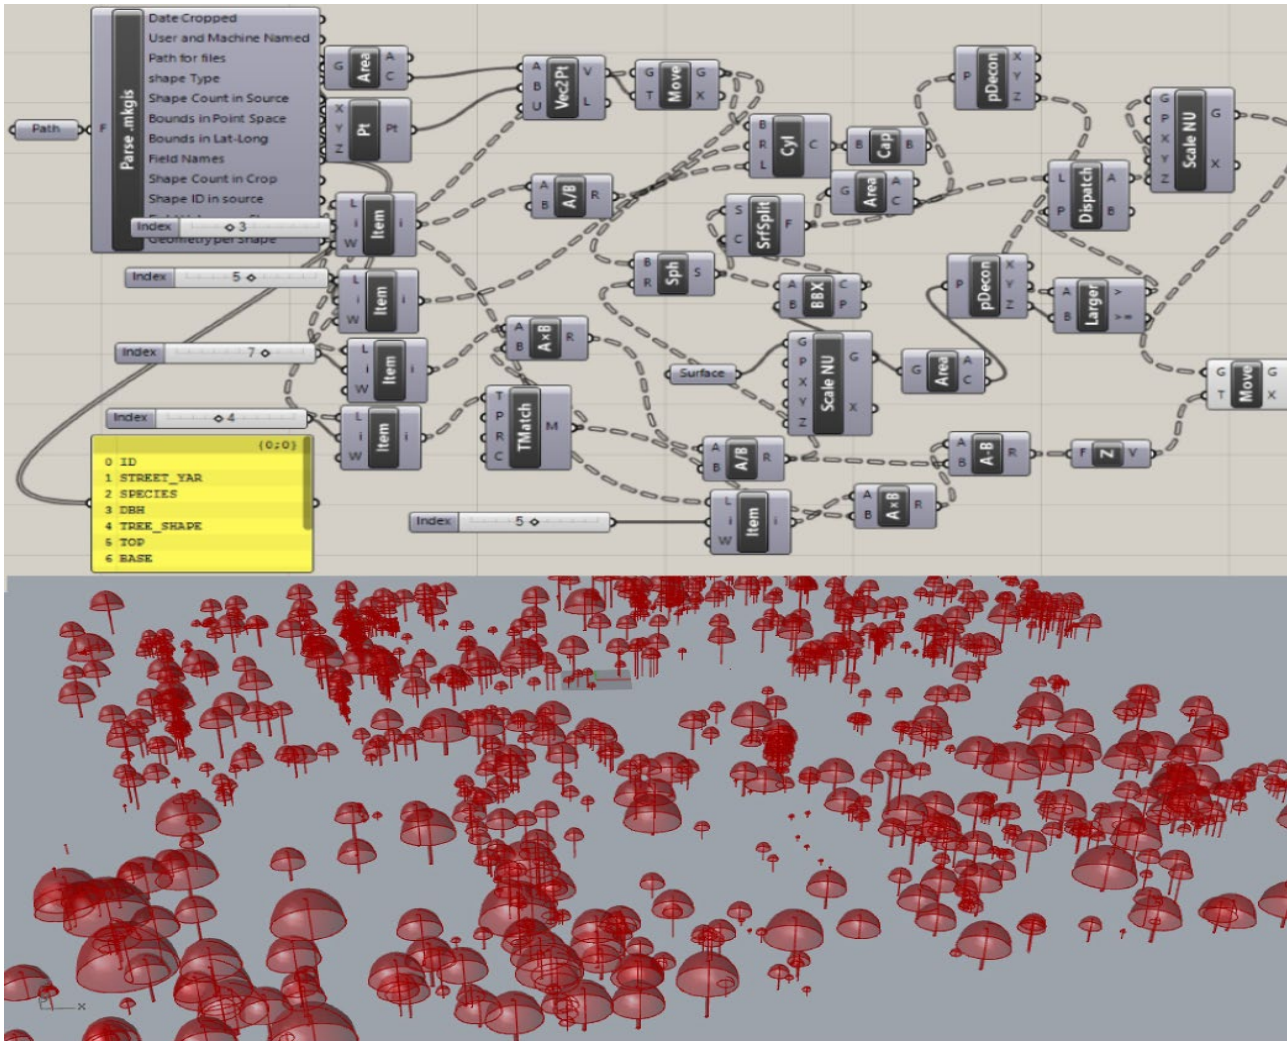 Date Cropped
User and Machine Named
Path for files
shape Type
Shape Count in Source
Bounds in Point Space
Bounds in Lat-Long
Field Names
Shape Count in Crop
Shape ID in source
Geometry per Shape
Path
F
Parse .mkgis
G Area A C
X Y Z Pt Pt
A B U Vec2Pt V L
G T Move G X
B R L Cyl C
B Cap B
P pDecon X Y Z
G P X Y Z Scale NU G X
Index 3
L i W Item i
A B A/B R
S C SrfSplit F
G Area A C
L P Dispatch A B
Index 5
L i W Item i
B R Sph S
A B BBX C P
P pDecon X Y Z
A B Larger > >=
Index 7
L i W Item i
A B A×B R
Surface
G P X Y Z Scale NU G X
G Area A C
G T Move G X
Index 4
L i W Item i
T P R C TMatch M
A B A/B R
A B A-B R
F Z V
{0;0}
0 ID
1 STREET_YAR
2 SPECIES
3 DBH
4 TREE_SHAPE
5 TOP
6 BASE
Index 5
L i W Item i
A B A×B R
x